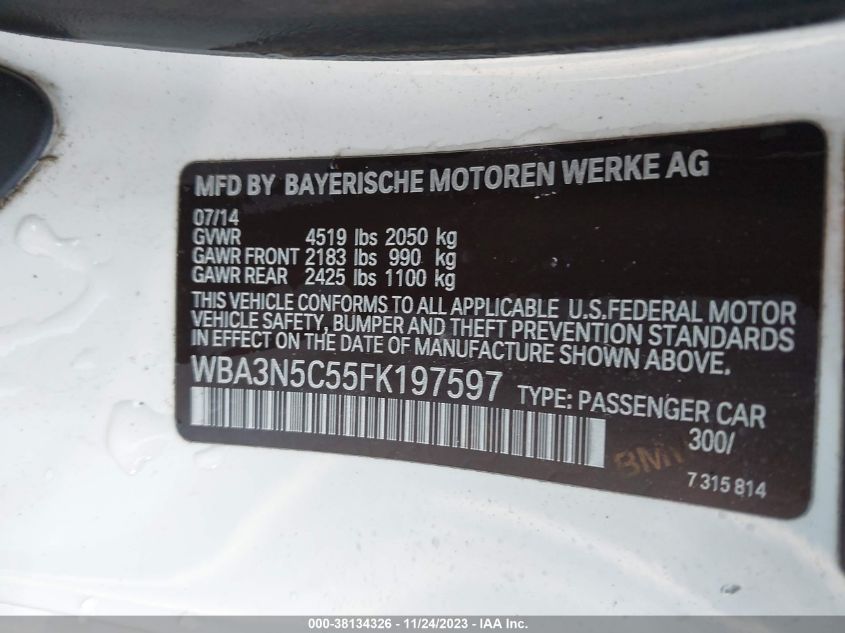 MFD BY BAYERISCHE MOTOREN WERKE AG
07/14
GVWR 4519 lbs 2050 kg
GAWR FRONT 2183 lbs 990 kg
GAWR REAR 2425 lbs 1100 kg
THIS VEHICLE CONFORMS TO ALL APPLICABLE U.S.FEDERAL MOTOR
VEHICLE SAFETY, BUMPER AND THEFT PREVENTION STANDARDS
IN EFFECT ON THE DATE OF MANUFACTURE SHOWN ABOVE.
WBA3N5C55FK197597 TYPE: PASSENGER CAR
300/
BMW
7 315 814
000-38134326 - 11/24/2023 - IAA Inc.